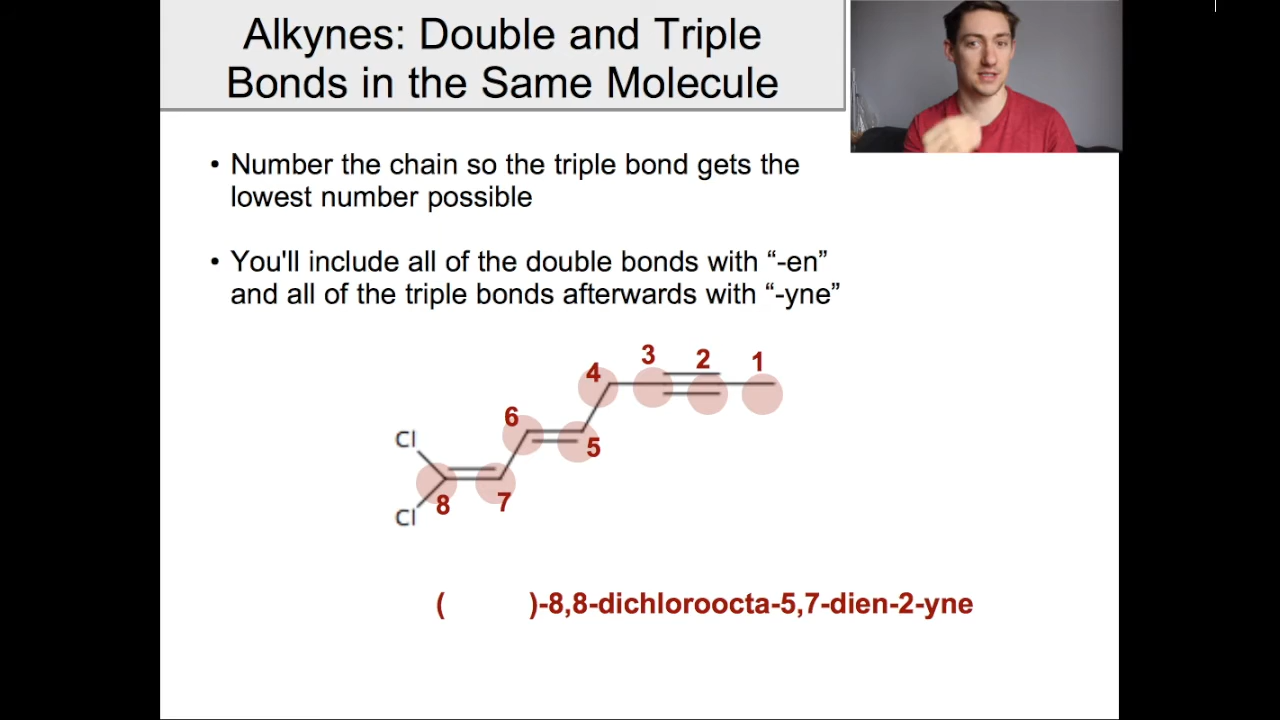 Alkynes: Double and Triple
Bonds in the Same Molecule
• Number the chain so the triple bond gets the
lowest number possible
• You'll include all of the double bonds with “-en”
and all of the triple bonds afterwards with “-yne”
3 2 1
4
6
5
Cl
8 7
Cl
( )-8,8-dichloroocta-5,7-dien-2-yne